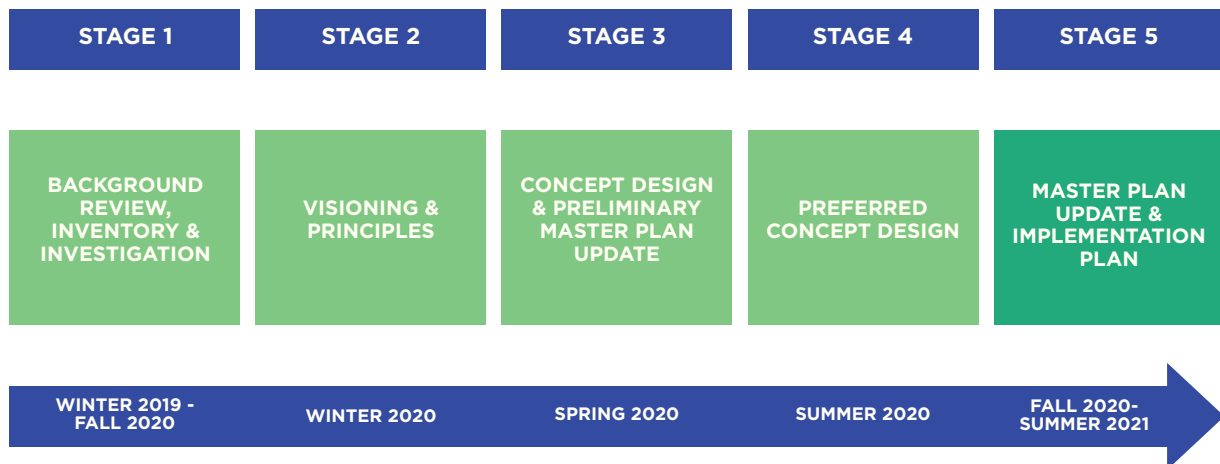 STAGE 1
STAGE 2
STAGE 3
STAGE 4
STAGE 5
BACKGROUND
REVIEW,
INVENTORY &
INVESTIGATION
VISIONING &
PRINCIPLES
CONCEPT DESIGN
& PRELIMINARY
MASTER PLAN
UPDATE
PREFERRED
CONCEPT DESIGN
MASTER PLAN
UPDATE &
IMPLEMENTATION
PLAN
WINTER 2019 -
FALL 2020
WINTER 2020
SPRING 2020
SUMMER 2020
FALL 2020-
SUMMER 2021